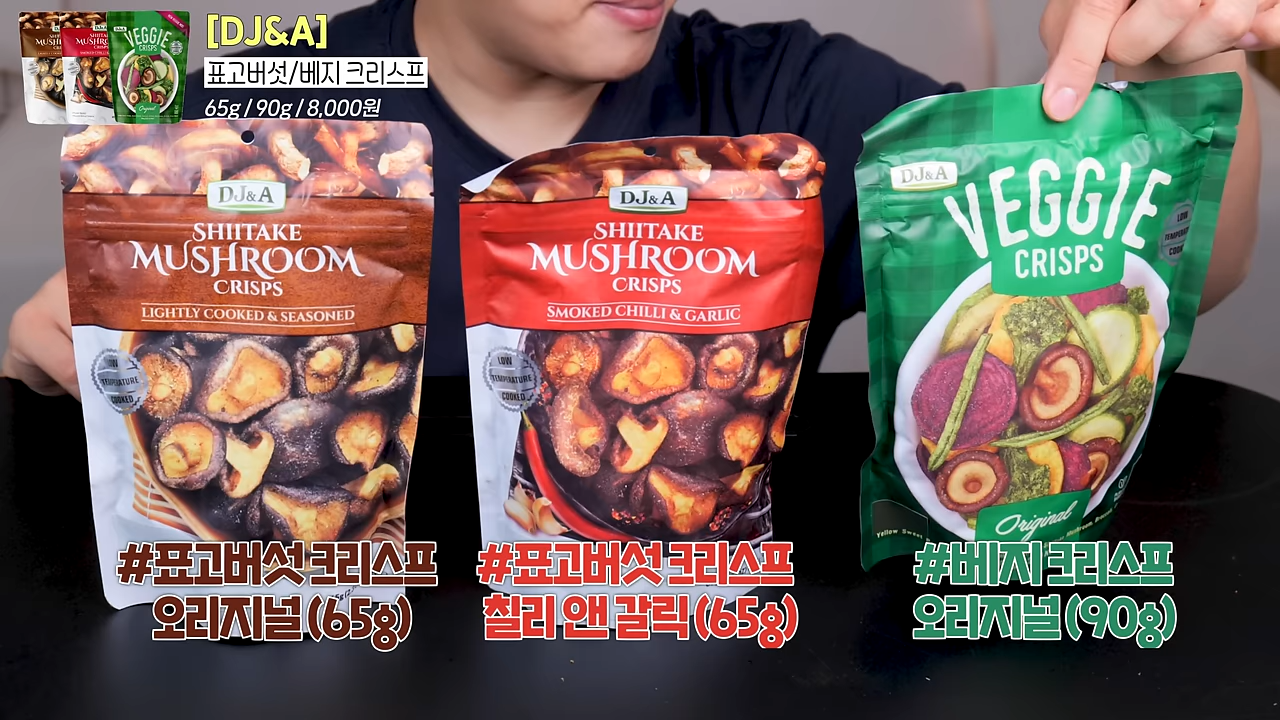 [DJ&A]
표고버섯/베지 크리스프
65g / 90g / 8,000원
DJ&A
SHIITAKE
MUSHROOM
CRISPS
LIGHTLY COOKED & SEASONED
LOW
TEMPERATURE
COOKED
#표고버섯 크리스프
오리지널 (65g)
DJ&A
SHIITAKE
MUSHROOM
CRISPS
SMOKED CHILLI & GARLIC
LOW
TEMPERATURE
COOKED
#표고버섯 크리스프
칠리 앤 갈릭 (65g)
DJ&A
VEGGIE
CRISPS
LOW
Original
Yellow Sweet
#베지 크리스프
오리지널 (90g)